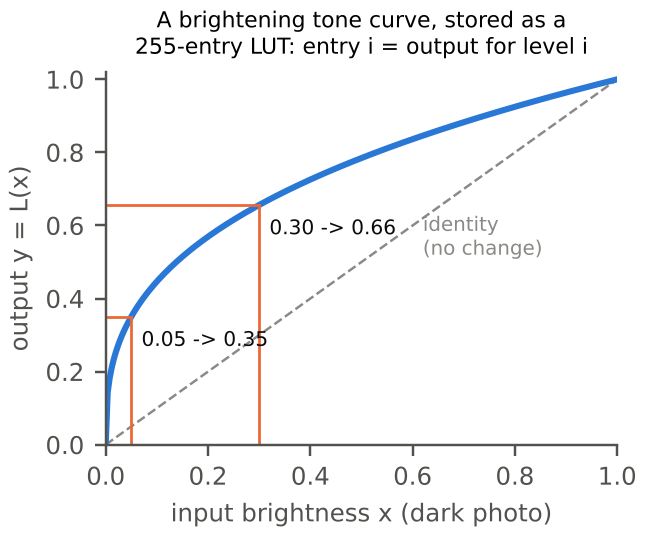 A brightening tone curve, stored as a
255-entry LUT: entry i = output for level i
output y = L(x)
1.0
0.8
0.6
0.4
0.2
0.0
0.30 -> 0.66
identity
(no change)
0.05 -> 0.35
0.0 0.2 0.4 0.6 0.8 1.0
input brightness x (dark photo)